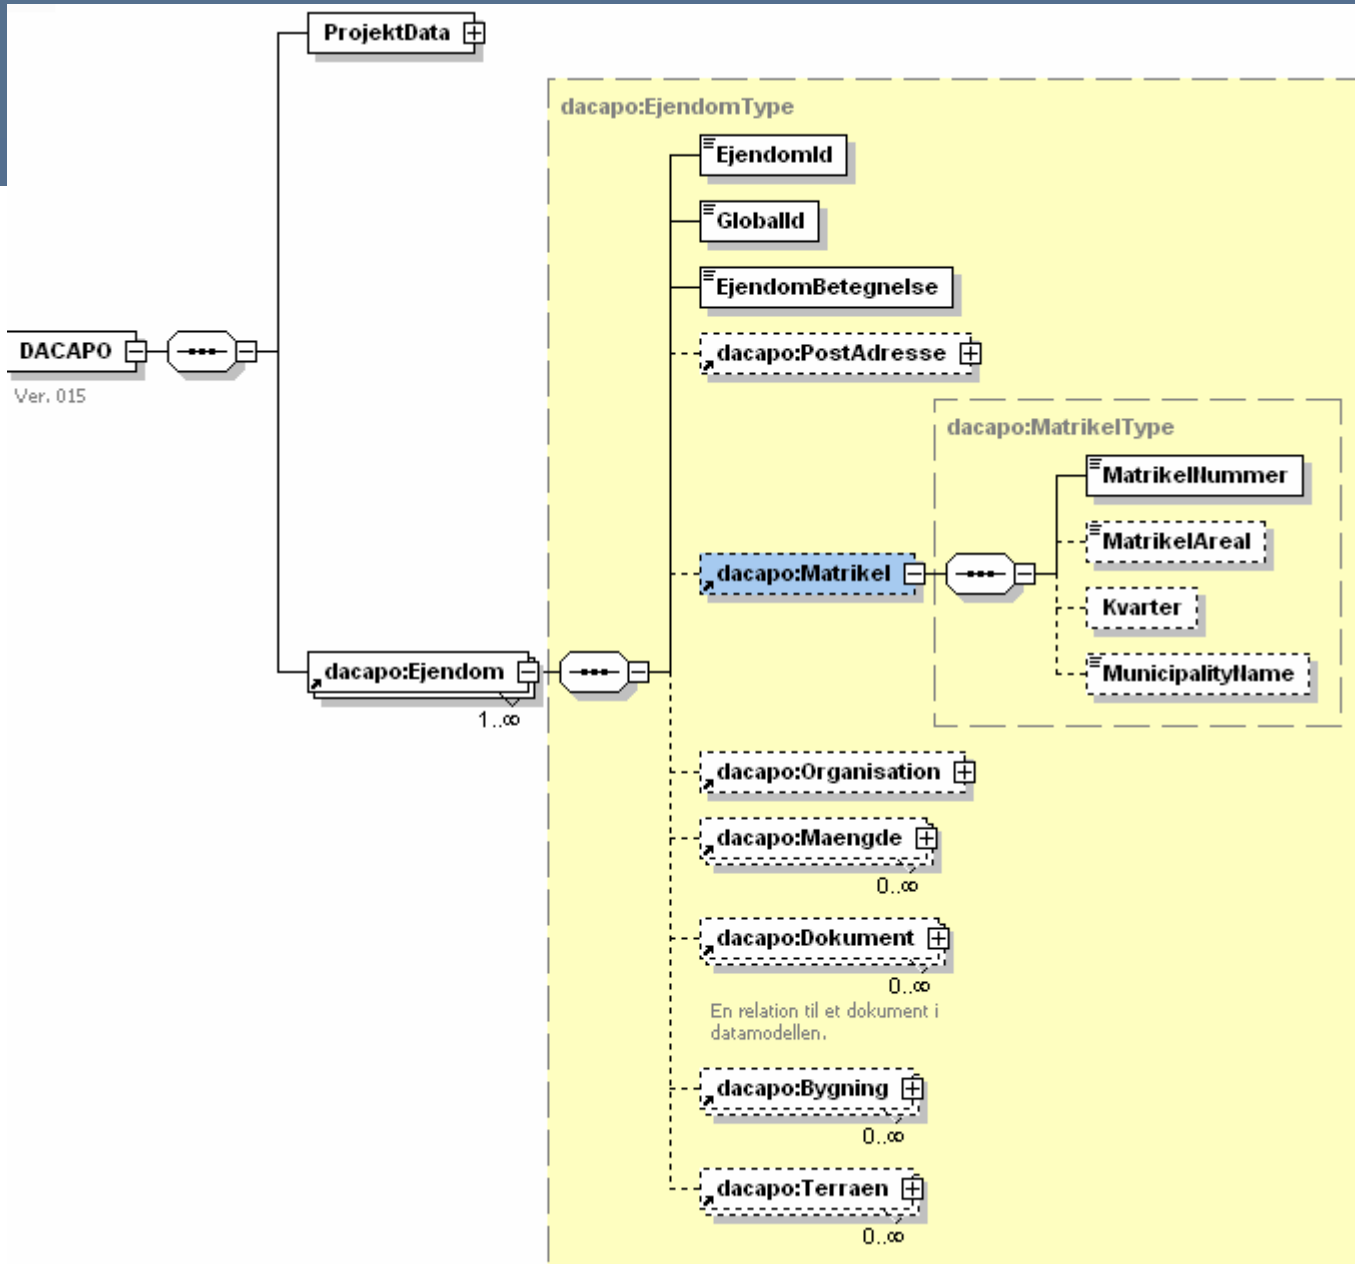 ProjektData
dacapo:EjendomType
EjendomId
GlobalId
EjendomBetegnelse
dacapo:PostAdresse
DACAPO
Ver. 015
dacapo:MatrikelType
MatrikelNummer
MatrikelAreal
dacapo:Matrikel
Kvarter
MunicipalityName
dacapo:Ejendom
1..∞
dacapo:Organisation
dacapo:Maengde
0..∞
dacapo:Dokument
0..∞
En relation til et dokument i
datamodellen.
dacapo:Bygning
0..∞
dacapo:Terraen
0..∞